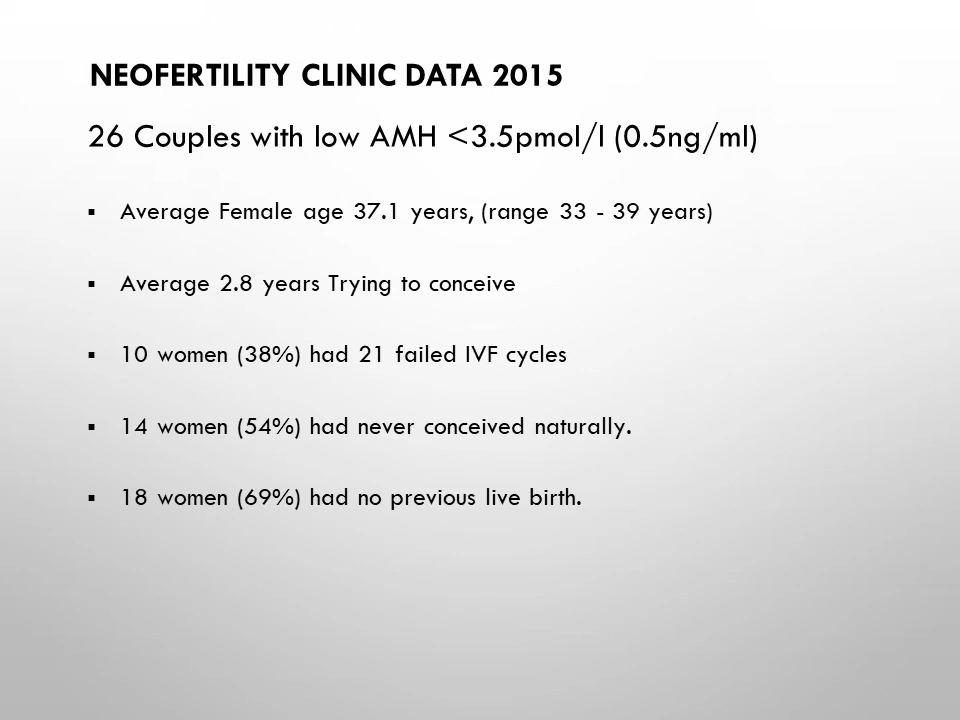 NEOFERTILITY CLINIC DATA 2015
26 Couples with low AMH <3.5pmol/l (0.5ng/ml)
▪ Average Female age 37.1 years, (range 33 - 39 years)
▪ Average 2.8 years Trying to conceive
▪ 10 women (38%) had 21 failed IVF cycles
▪ 14 women (54%) had never conceived naturally.
▪ 18 women (69%) had no previous live birth.